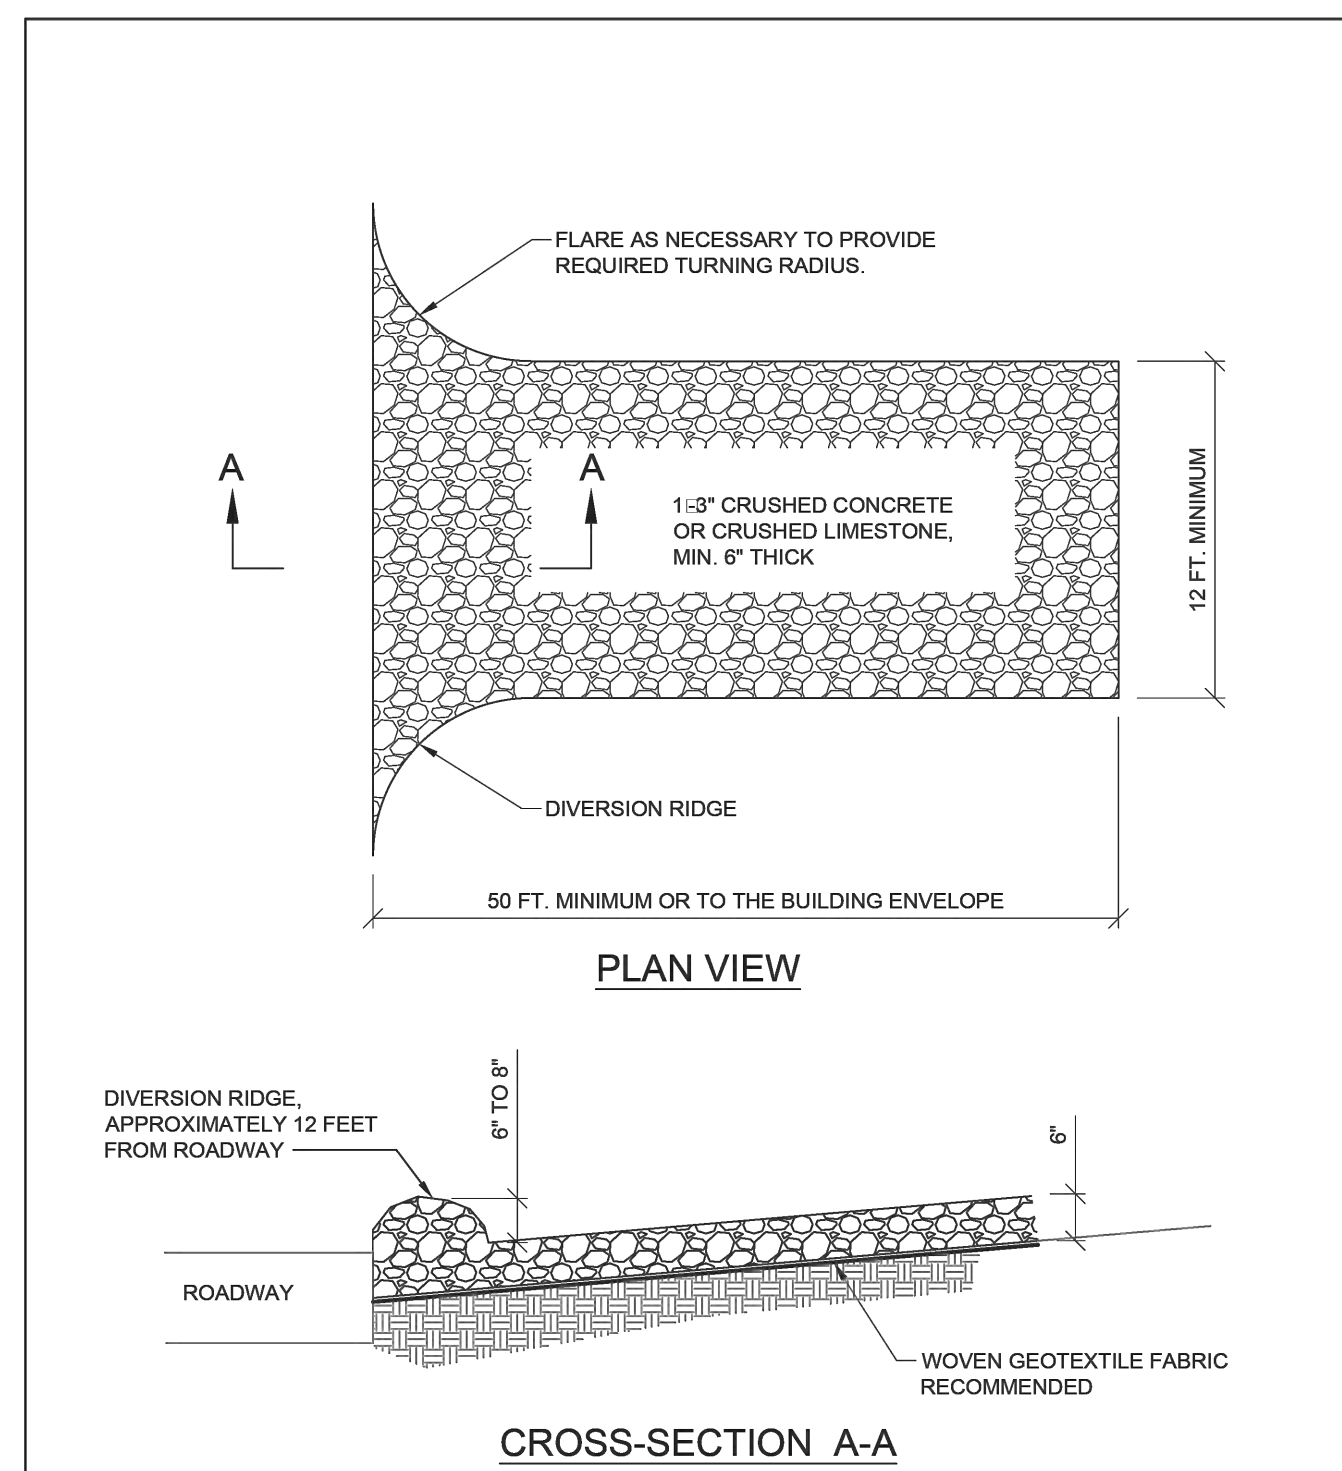 FLARE AS NECESSARY TO PROVIDE
REQUIRED TURNING RADIUS.
A
A
1□-3" CRUSHED CONCRETE
OR CRUSHED LIMESTONE,
MIN. 6" THICK
12 FT. MINIMUM
DIVERSION RIDGE
50 FT. MINIMUM OR TO THE BUILDING ENVELOPE
PLAN VIEW
DIVERSION RIDGE,
APPROXIMATELY 12 FEET
FROM ROADWAY
6" TO 8"
6"
ROADWAY
WOVEN GEOTEXTILE FABRIC
RECOMMENDED
CROSS-SECTION A-A